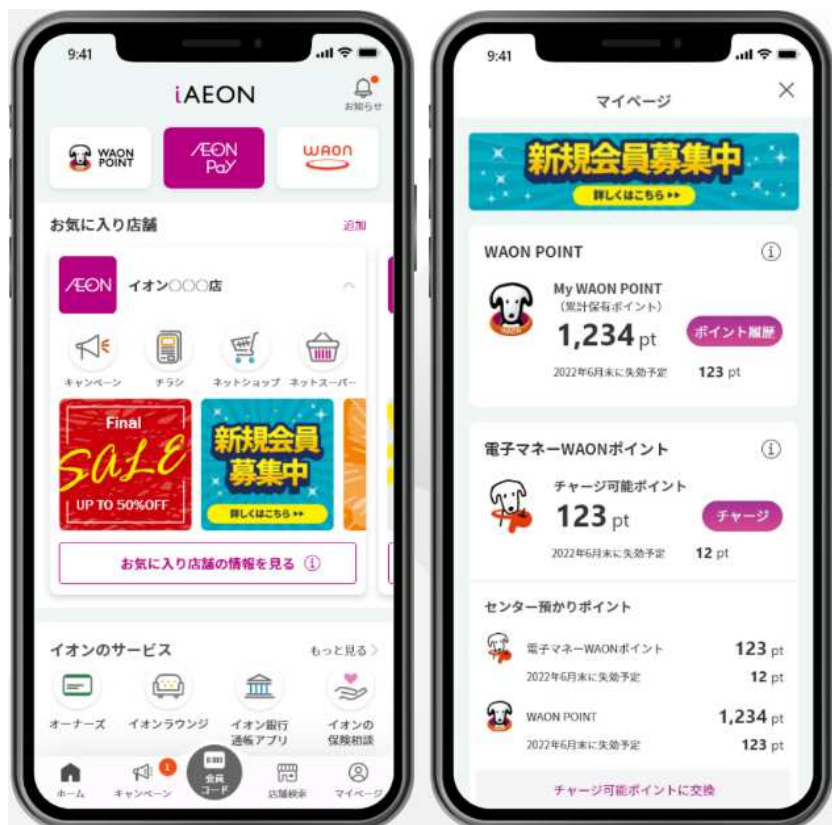 9:41
iAEON
お知らせ
WAON POINT
ÆON Pay
WAON
お気に入り店舗
追加
ÆON
イオン○○○店
キャンペーン
チラシ
ネットショップ
ネットスーパー
Final
SALE
UP TO 50%OFF
新規会員
募集中
詳しくはこちら ▸▸
お気に入り店舗の情報を見る ⓘ
イオンのサービス
もっと見る >
オーナーズ
イオンラウンジ
イオン銀行
通帳アプリ
イオンの
保険相談
ホーム
キャンペーン
1
会員
コード
店舗検索
マイページ
9:41
マイページ
×
新規会員募集中
詳しくはこちら ▸▸
WAON POINT
ⓘ
My WAON POINT
（累計保有ポイント）
1,234 pt
ポイント履歴
2022年6月末に失効予定 123 pt
電子マネーWAONポイント
ⓘ
チャージ可能ポイント
123 pt
チャージ
2022年6月末に失効予定 12 pt
センター預かりポイント
電子マネーWAONポイント 123 pt
2022年6月末に失効予定 12 pt
WAON POINT 1,234 pt
2022年6月末に失効予定 123 pt
チャージ可能ポイントに交換